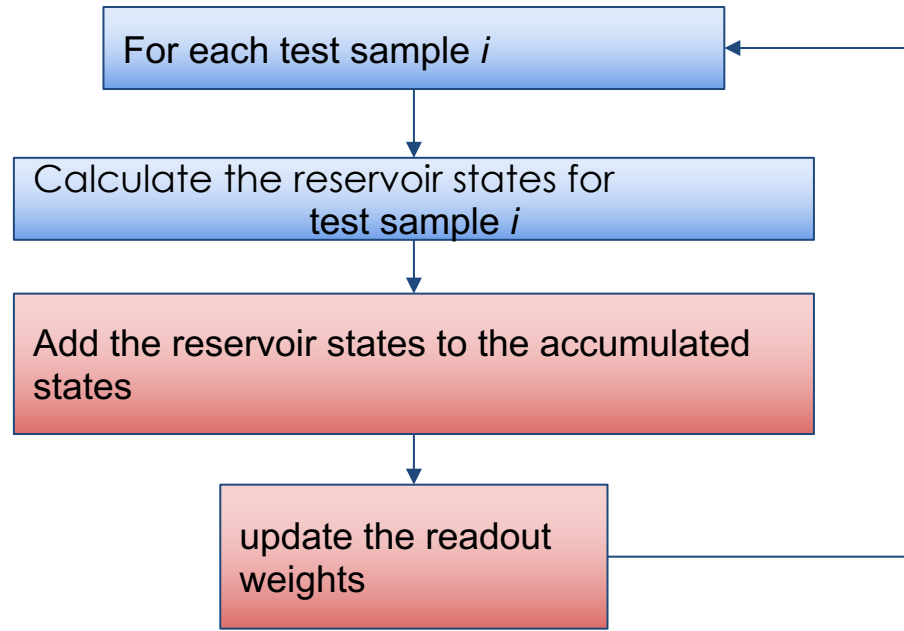 For each test sample i
Calculate the reservoir states for
test sample i
Add the reservoir states to the accumulated
states
update the readout
weights